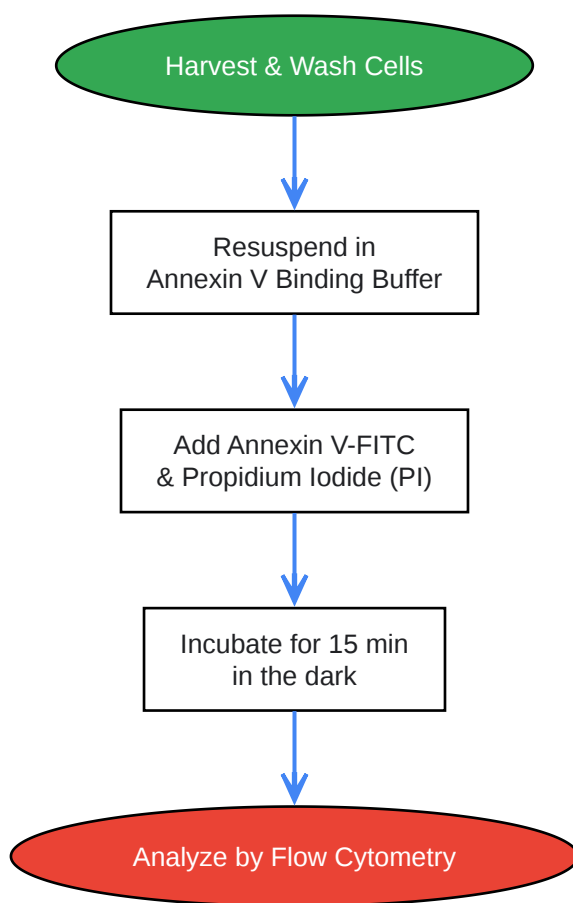 Harvest & Wash Cells
Resuspend in
Annexin V Binding Buffer
Add Annexin V-FITC
& Propidium Iodide (PI)
Incubate for 15 min
in the dark
Analyze by Flow Cytometry